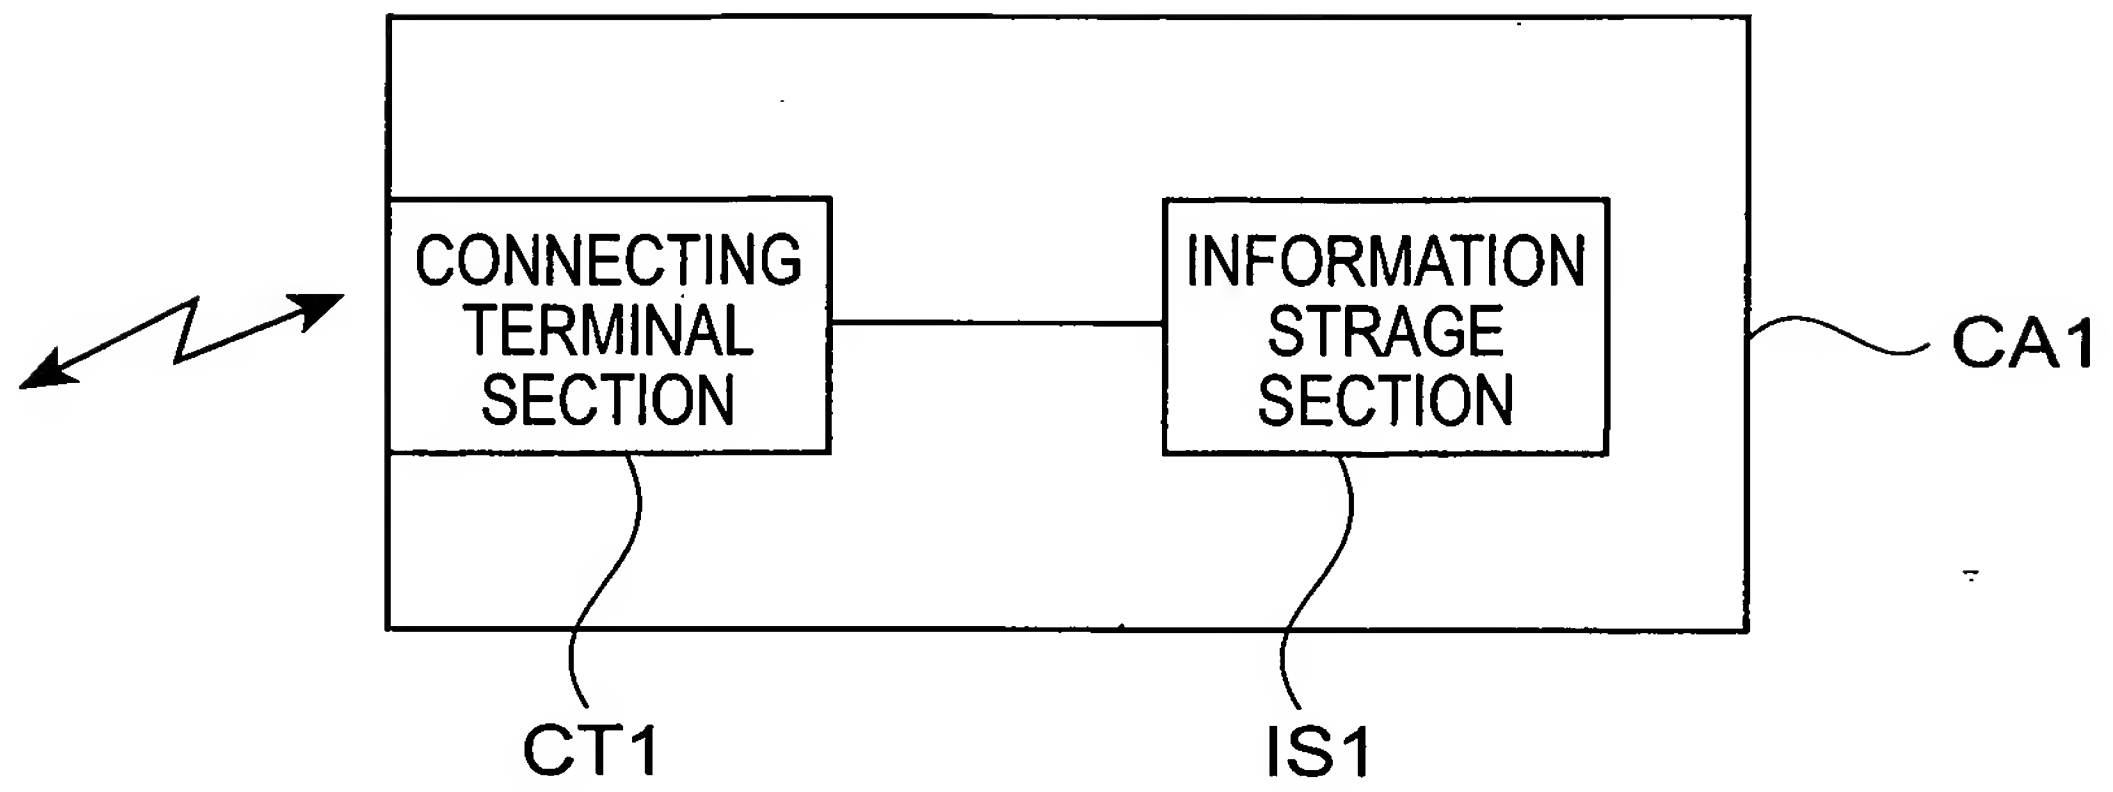 CONNECTING
TERMINAL
SECTION
INFORMATION
STRAGE
SECTION
CA1
CT1
IS1